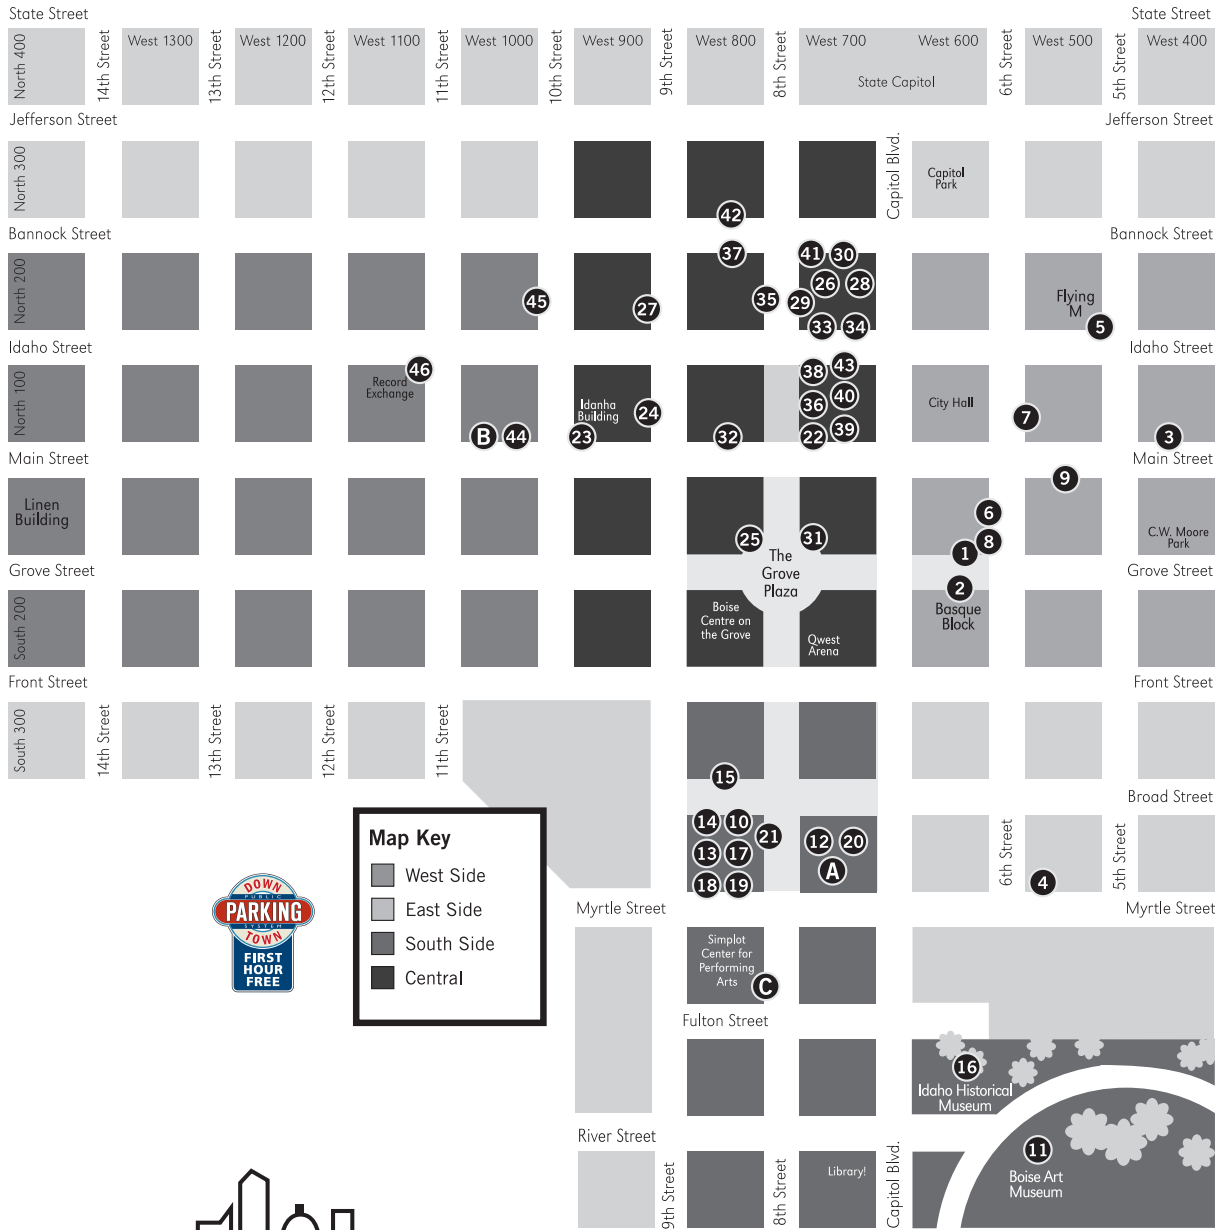 State Street
State Street
North 400
14th Street
West 1300
13th Street
West 1200
12th Street
West 1100
11th Street
West 1000
10th Street
West 900
9th Street
West 800
8th Street
West 700
West 600
State Capitol
6th Street
West 500
5th Street
West 400
Jefferson Street
Jefferson Street
North 300
Capitol Blvd.
Capitol
Park
42
Bannock Street
Bannock Street
North 200
45
27
37
35
41
30
26
28
29
33
34
Flying
M
5
Idaho Street
Idaho Street
North 100
Record
Exchange
46
B
44
Idanha
Building
23
24
32
38
43
36
40
22
39
City Hall
7
3
Main Street
Main Street
Linen
Building
25
31
The
Grove
Plaza
6
8
1
9
C.W. Moore
Park
Grove Street
Grove Street
South 200
Boise
Centre on
the Grove
Qwest
Arena
2
Basque
Block
Front Street
Front Street
South 300
14th Street
13th Street
12th Street
11th Street
15
Broad Street
14
10
13
17
18
19
21
12
20
A
6th Street
4
5th Street
Map Key
West Side
East Side
South Side
Central
DOWN
PUBLIC
PARKING
SYSTEM
TOWN
FIRST
HOUR
FREE
Myrtle Street
Myrtle Street
Simplot
Center for
Performing
Arts
C
Fulton Street
16
Idaho Historical
Museum
River Street
9th Street
8th Street
Library!
Capitol Blvd.
11
Boise Art
Museum